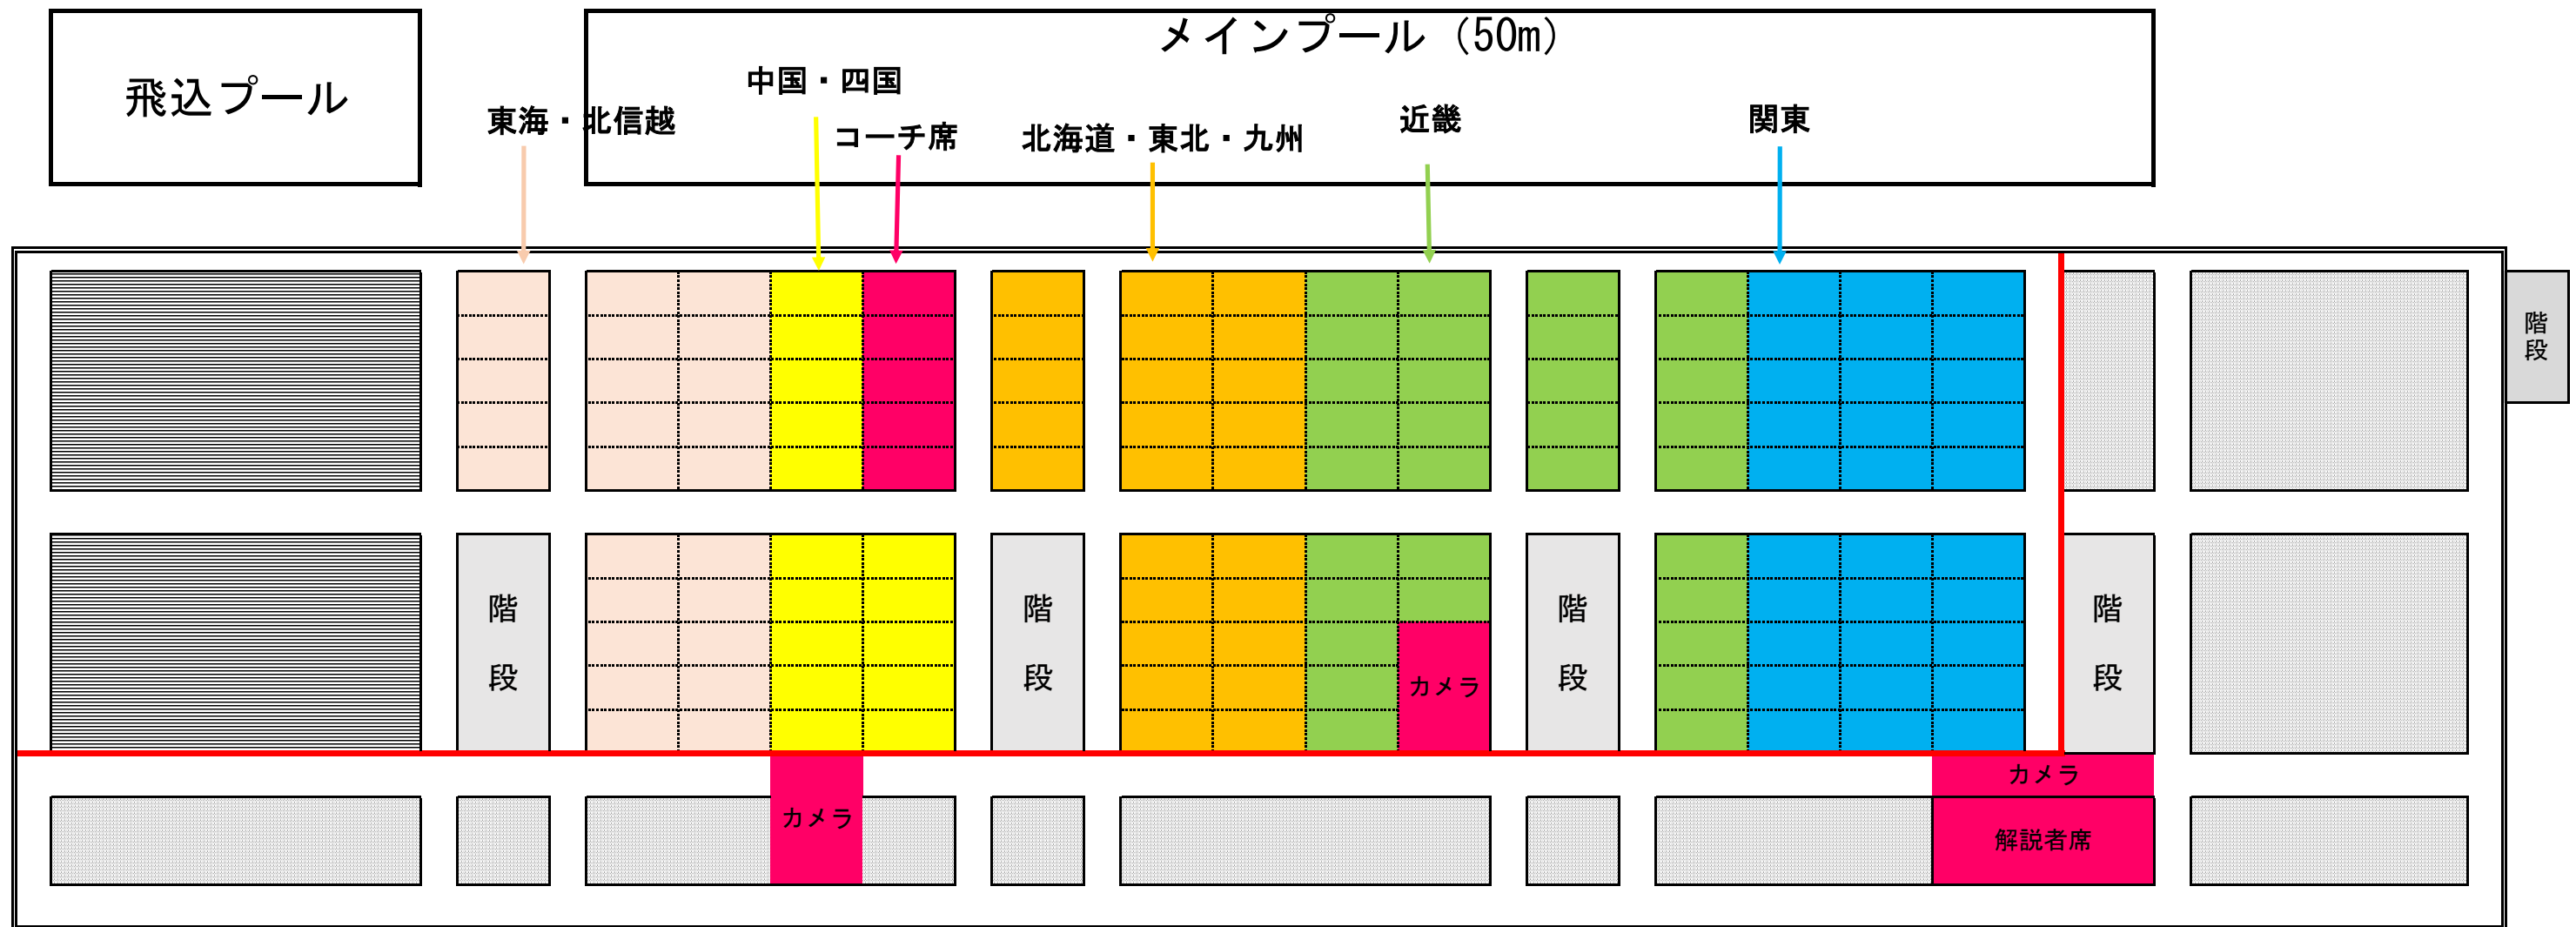 メインプール（50m）
飛込プール
中国・四国
東海・北信越
コーチ席
北海道・東北・九州
近畿
関東
階段
階段
階段
階段
階段
カメラ
カメラ
カメラ
解説者席